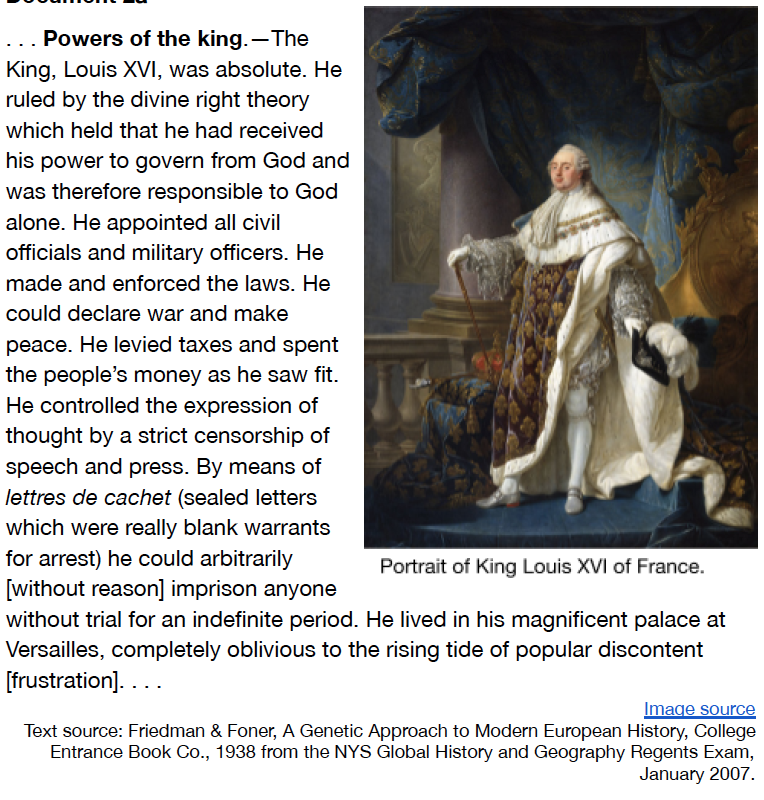 Document 2a
. . . Powers of the king.—The
King, Louis XVI, was absolute. He
ruled by the divine right theory
which held that he had received
his power to govern from God and
was therefore responsible to God
alone. He appointed all civil
officials and military officers. He
made and enforced the laws. He
could declare war and make
peace. He levied taxes and spent
the people’s money as he saw fit.
He controlled the expression of
thought by a strict censorship of
speech and press. By means of
lettres de cachet (sealed letters
which were really blank warrants
for arrest) he could arbitrarily
[without reason] imprison anyone
without trial for an indefinite period. He lived in his magnificent palace at
Versailles, completely oblivious to the rising tide of popular discontent
[frustration]. . . .
Portrait of King Louis XVI of France.
Image source
Text source: Friedman & Foner, A Genetic Approach to Modern European History, College
Entrance Book Co., 1938 from the NYS Global History and Geography Regents Exam,
January 2007.